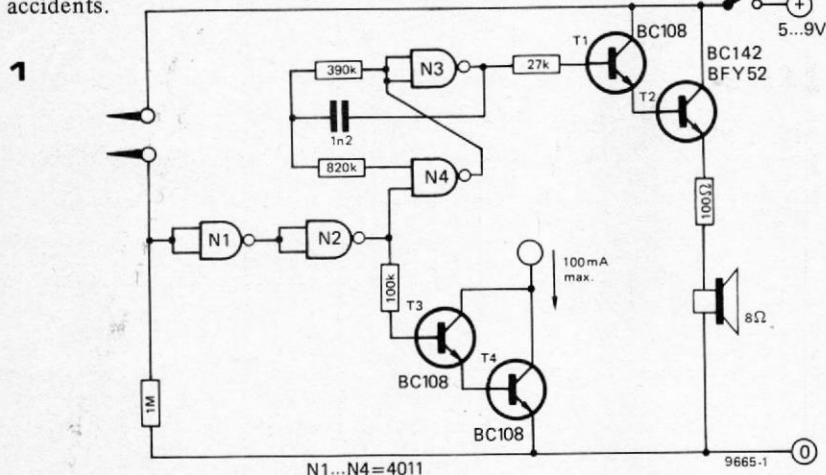 accidents.
1
+
5...9V
T1
BC108
BC142
BFY52
T2
390k
N3
27k
1n2
820k
N4
100Ω
N1
N2
100k
100mA
max.
T3
BC108
T4
BC108
8Ω
1M
N1...N4=4011
9665-1
0